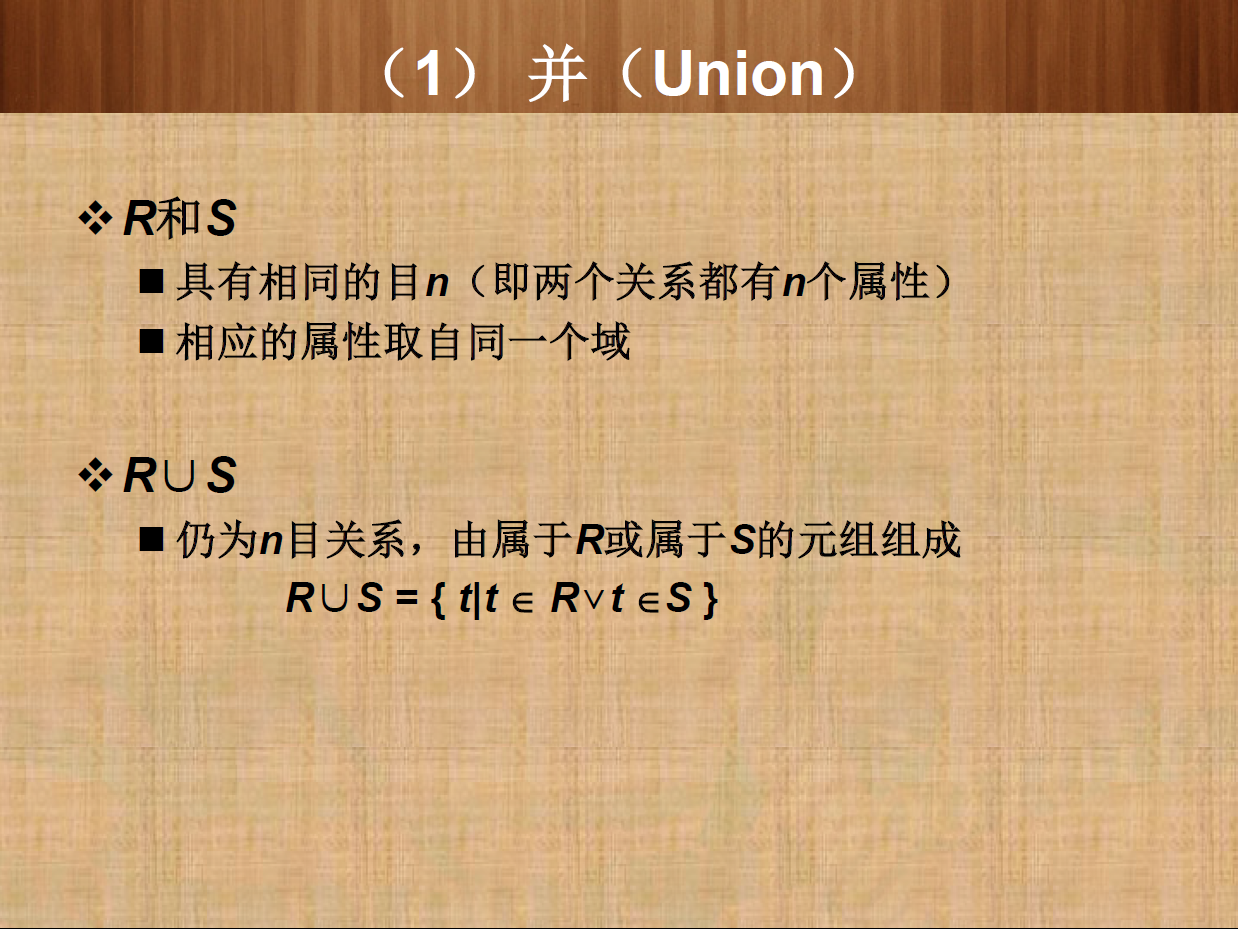 （1） 并（Union）
❖ R和S
■ 具有相同的目n（即两个关系都有n个属性）
■ 相应的属性取自同一个域
❖ R∪S
■ 仍为n目关系，由属于R或属于S的元组组成
R∪S = { t|t ∈ R∨t ∈S }